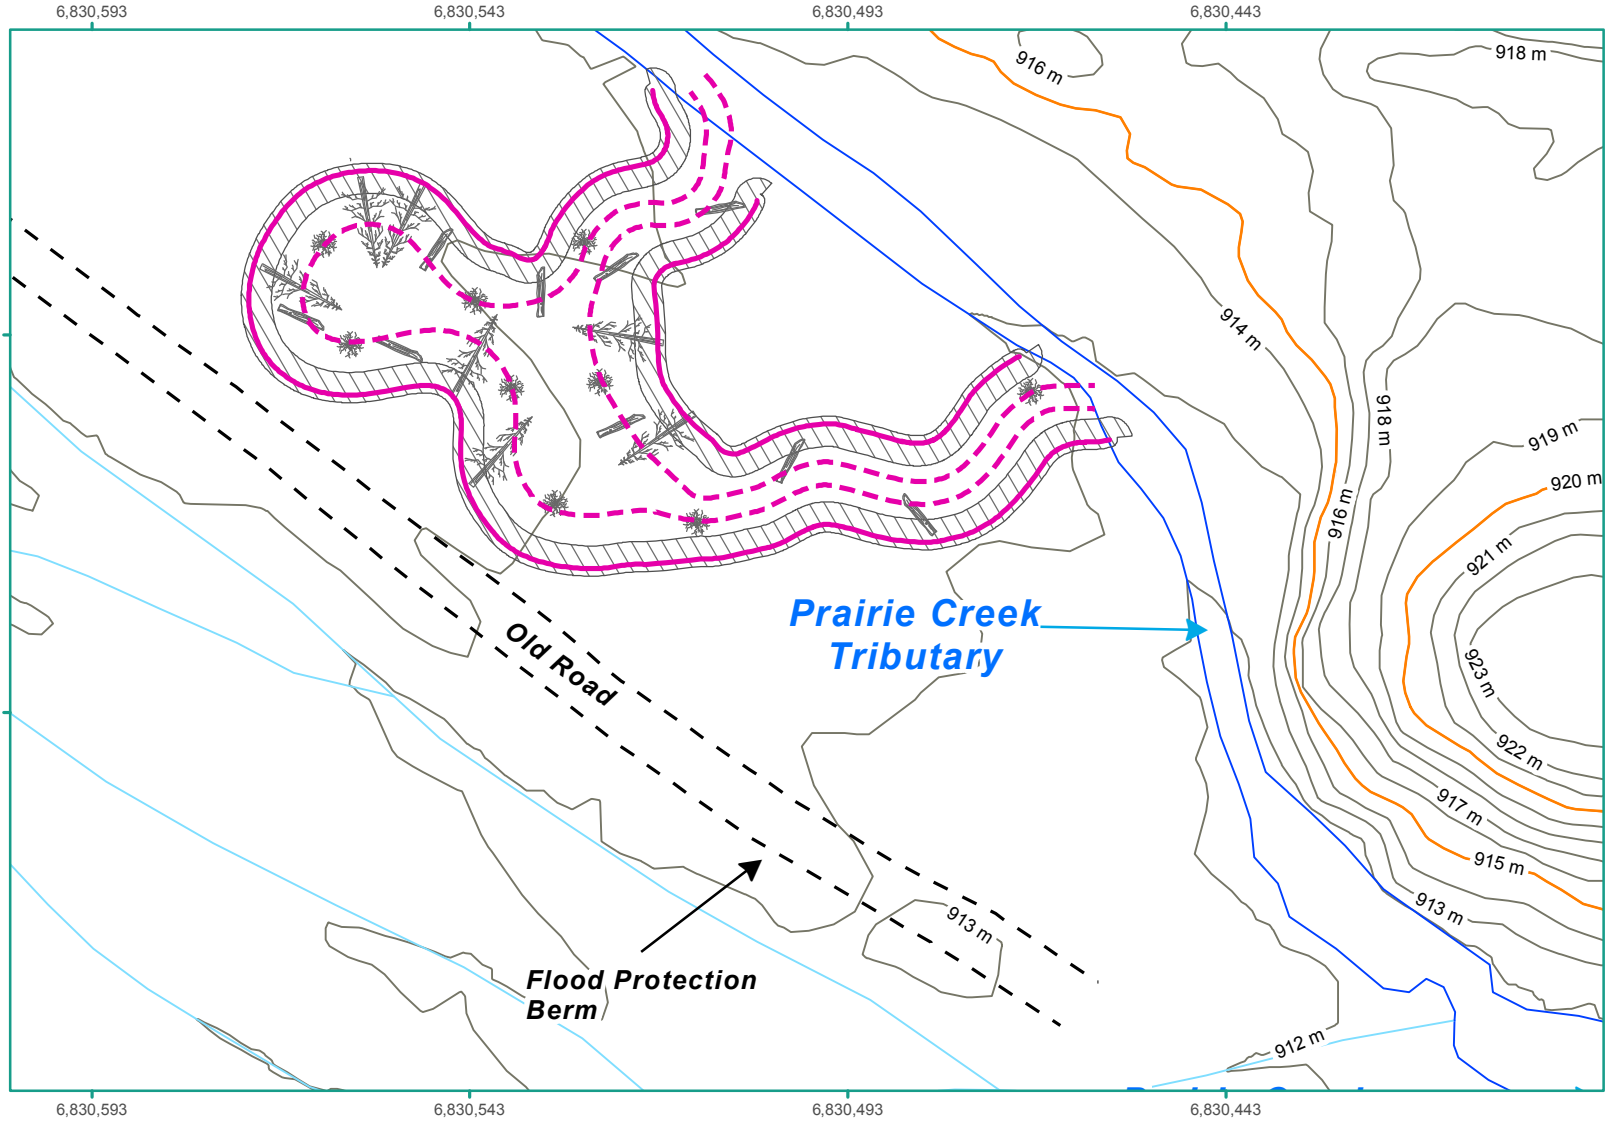 6,830,593
6,830,543
6,830,493
6,830,443
916 m
918 m
914 m
918 m
919 m
920 m
916 m
921 m
Prairie Creek
Tributary
Old Road
923 m
922 m
917 m
915 m
913 m
913 m
Flood Protection
Berm
912 m
6,830,593
6,830,543
6,830,493
6,830,443